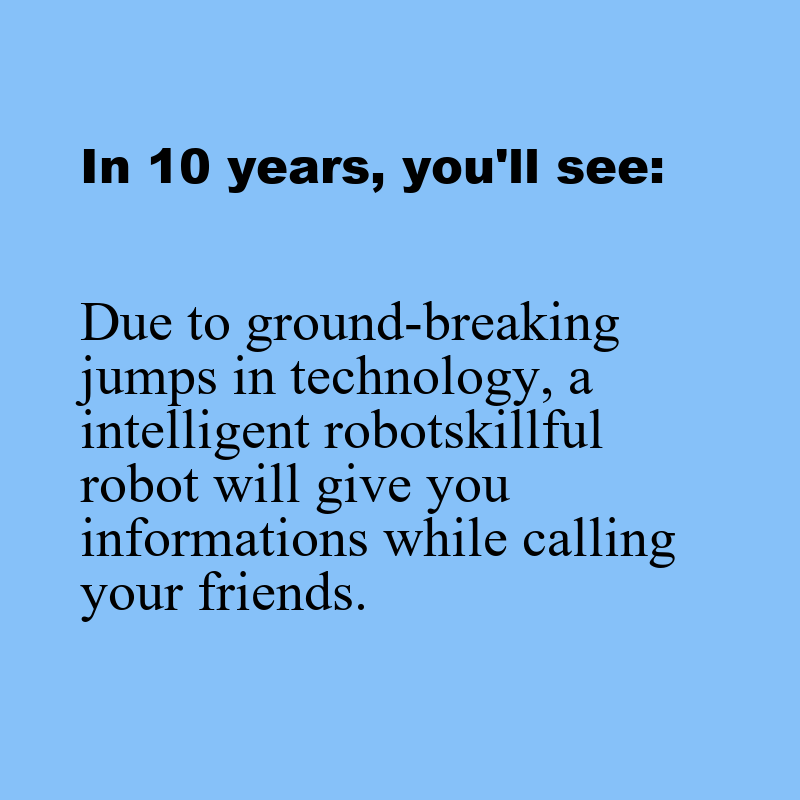 In 10 years, you'll see:
Due to ground-breaking
jumps in technology, a
intelligent robotskillful
robot will give you
informations while calling
your friends.